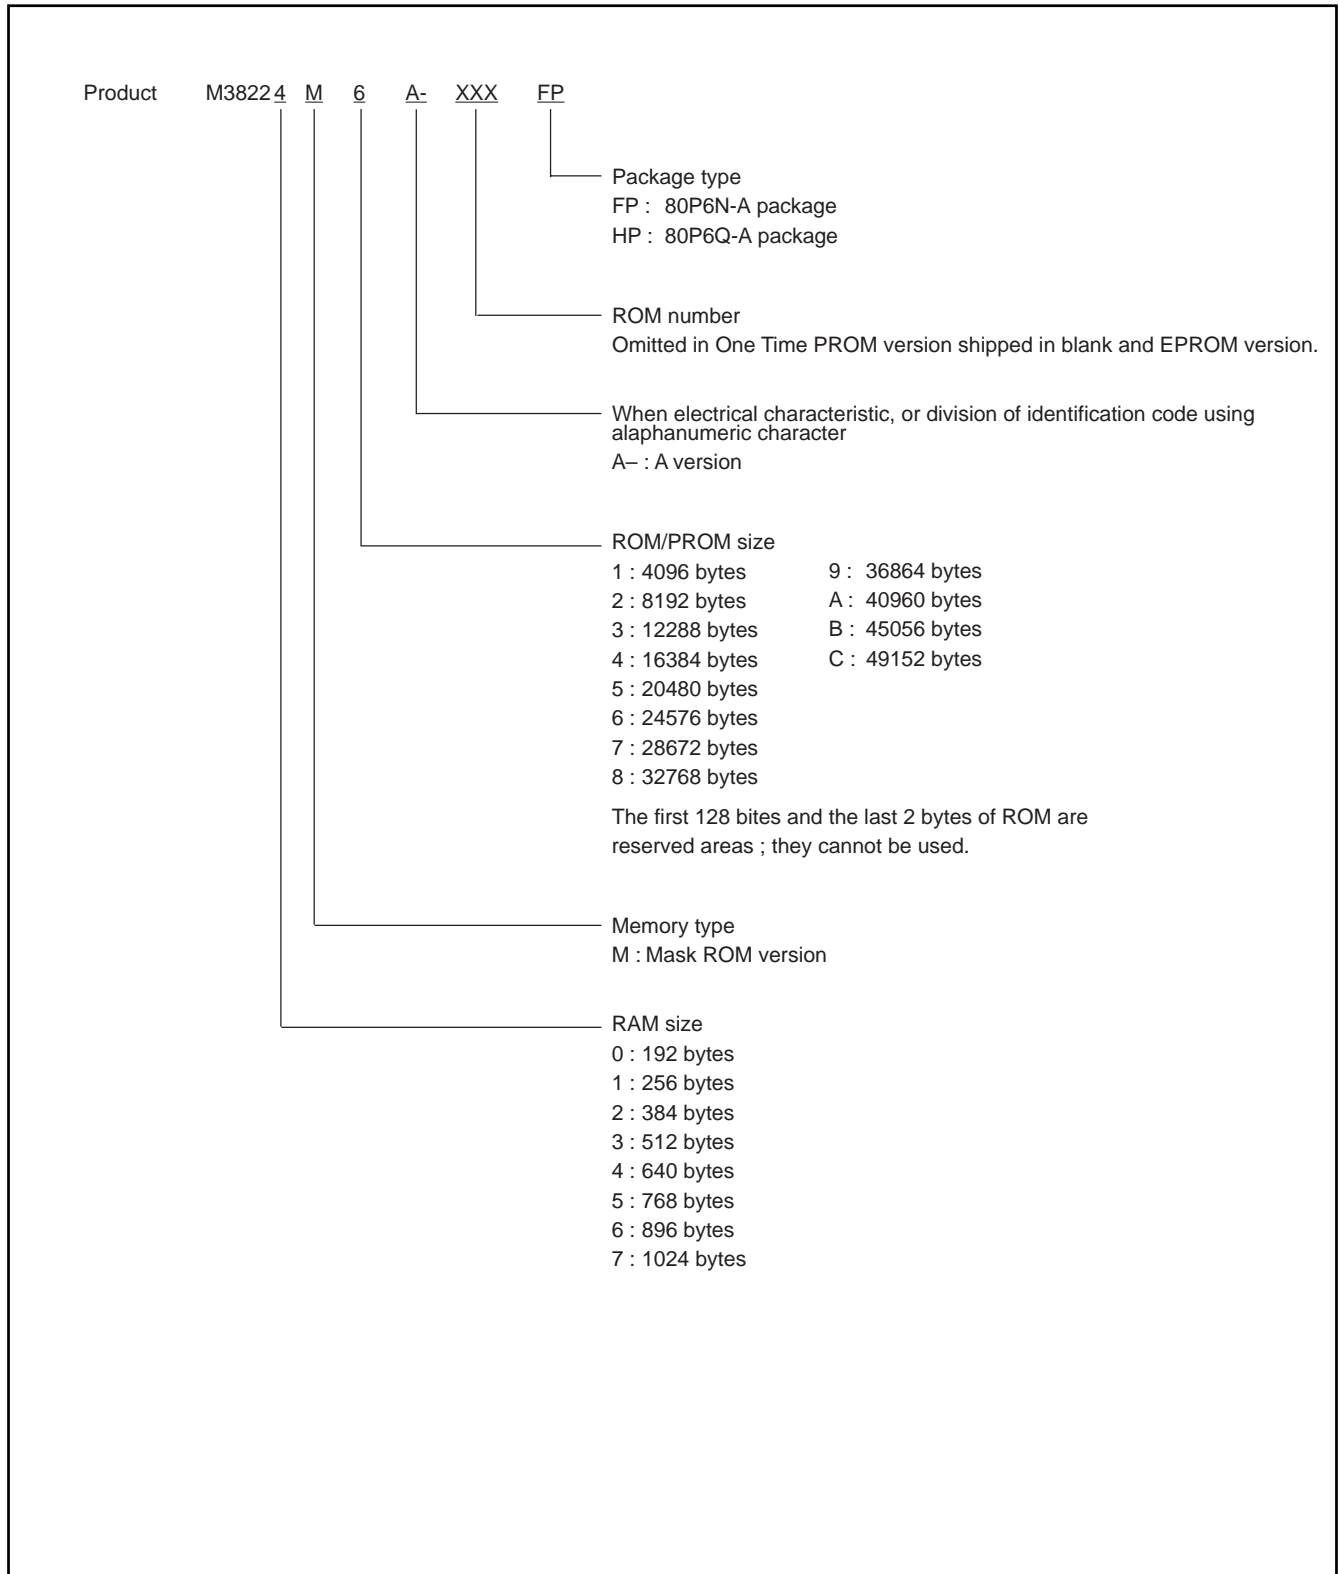 Product M38224 M 6 A- XXX FP
Package type
FP : 80P6N-A package
HP : 80P6Q-A package
ROM number
Omitted in One Time PROM version shipped in blank and EPROM version.
When electrical characteristic, or division of identification code using
alaphanumeric character
A– : A version
ROM/PROM size
1 : 4096 bytes 9 : 36864 bytes
2 : 8192 bytes A : 40960 bytes
3 : 12288 bytes B : 45056 bytes
4 : 16384 bytes C : 49152 bytes
5 : 20480 bytes
6 : 24576 bytes
7 : 28672 bytes
8 : 32768 bytes
The first 128 bites and the last 2 bytes of ROM are
reserved areas ; they cannot be used.
Memory type
M : Mask ROM version
RAM size
0 : 192 bytes
1 : 256 bytes
2 : 384 bytes
3 : 512 bytes
4 : 640 bytes
5 : 768 bytes
6 : 896 bytes
7 : 1024 bytes